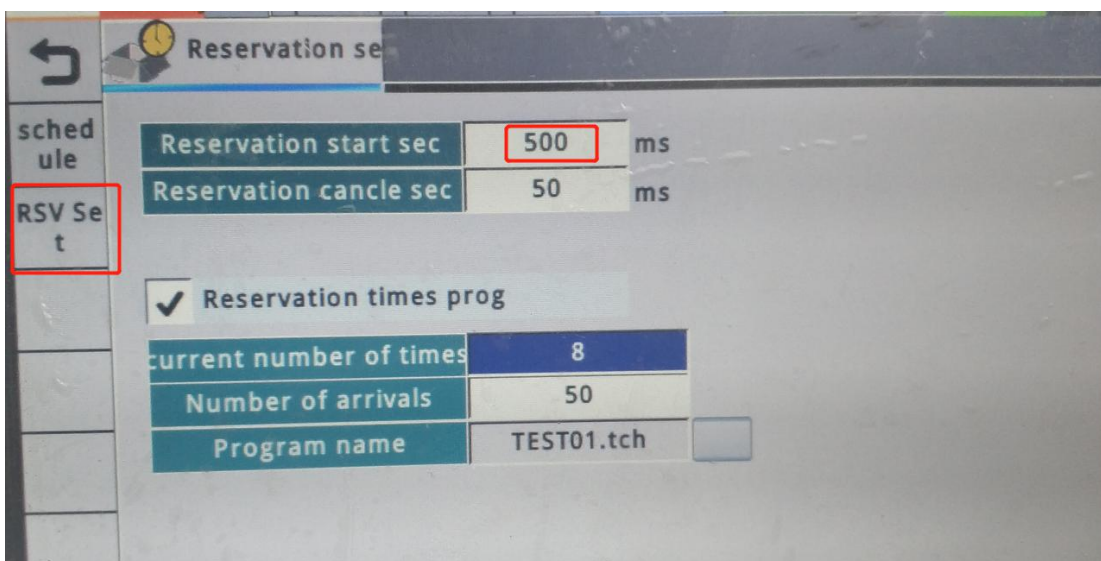 Reservation se
sched
ule
RSV Se
t
Reservation start sec 500 ms
Reservation cancle sec 50 ms
Reservation times prog
current number of times 8
Number of arrivals 50
Program name TEST01.tch